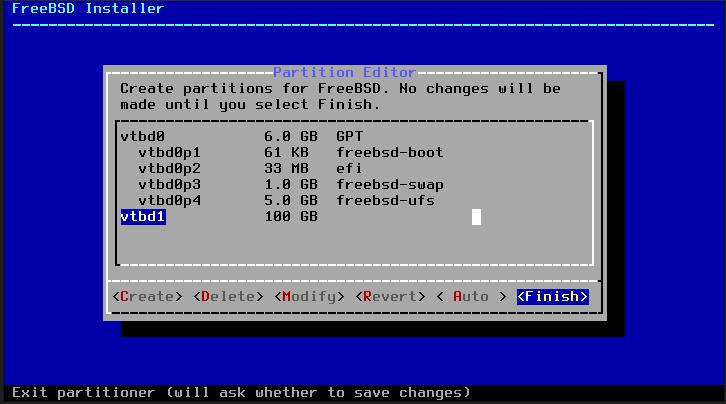 FreeBSD Installer
Partition Editor
Create partitions for FreeBSD. No changes will be
made until you select Finish.
vtbd0 6.0 GB GPT
vtbd0p1 61 KB freebsd-boot
vtbd0p2 33 MB efi
vtbd0p3 1.0 GB freebsd-swap
vtbd0p4 5.0 GB freebsd-ufs
vtbd1 100 GB
<Create> <Delete> <Modify> <Revert> < Auto > <Finish>
Exit partitioner (will ask whether to save changes)